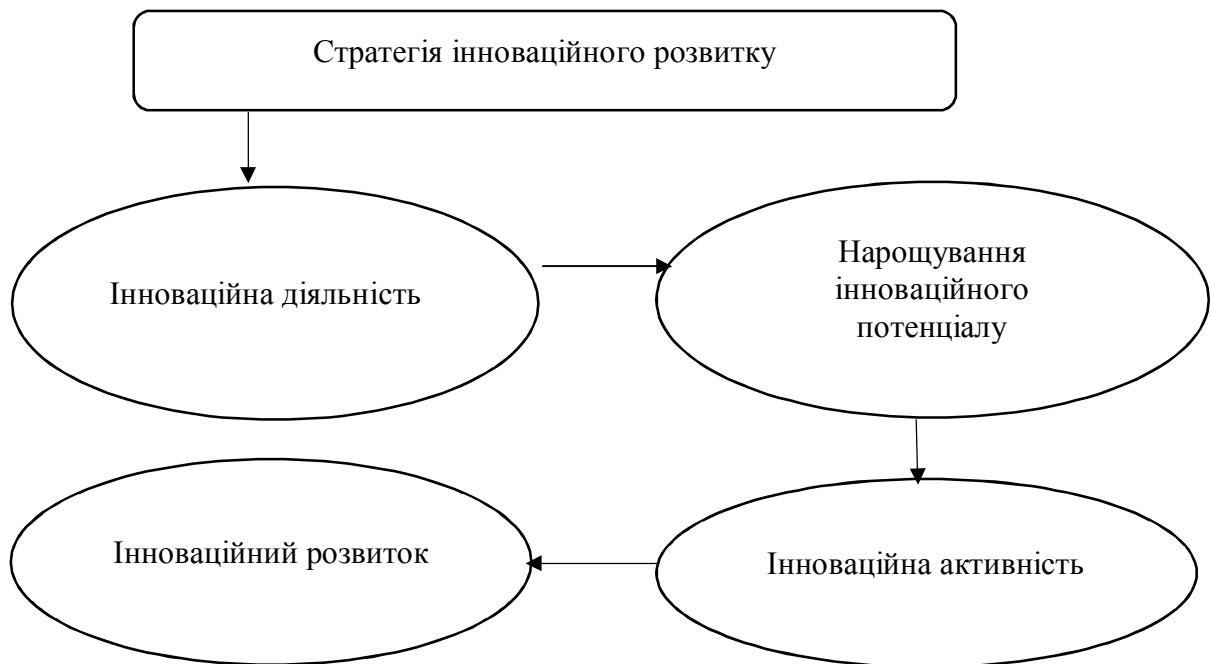 Стратегія інноваційного розвитку
Інноваційна діяльність
Нарощування
інноваційного
потенціалу
Інноваційний розвиток
Інноваційна активність